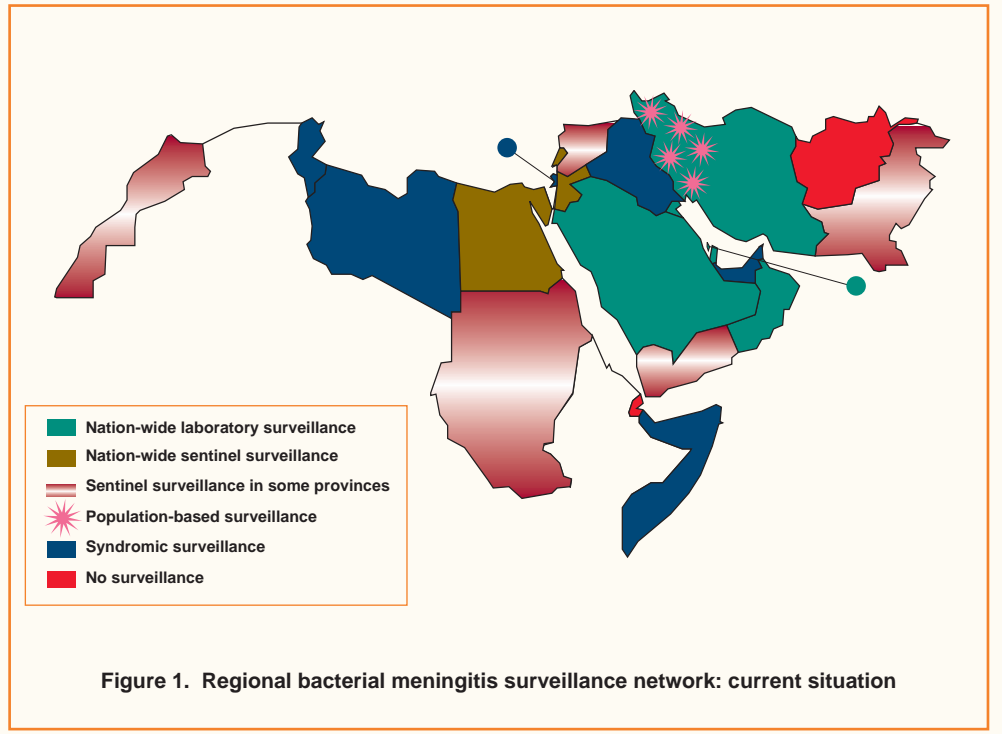 Nation-wide laboratory surveillance
Nation-wide sentinel surveillance
Sentinel surveillance in some provinces
Population-based surveillance
Syndromic surveillance
No surveillance
Figure 1. Regional bacterial meningitis surveillance network: current situation